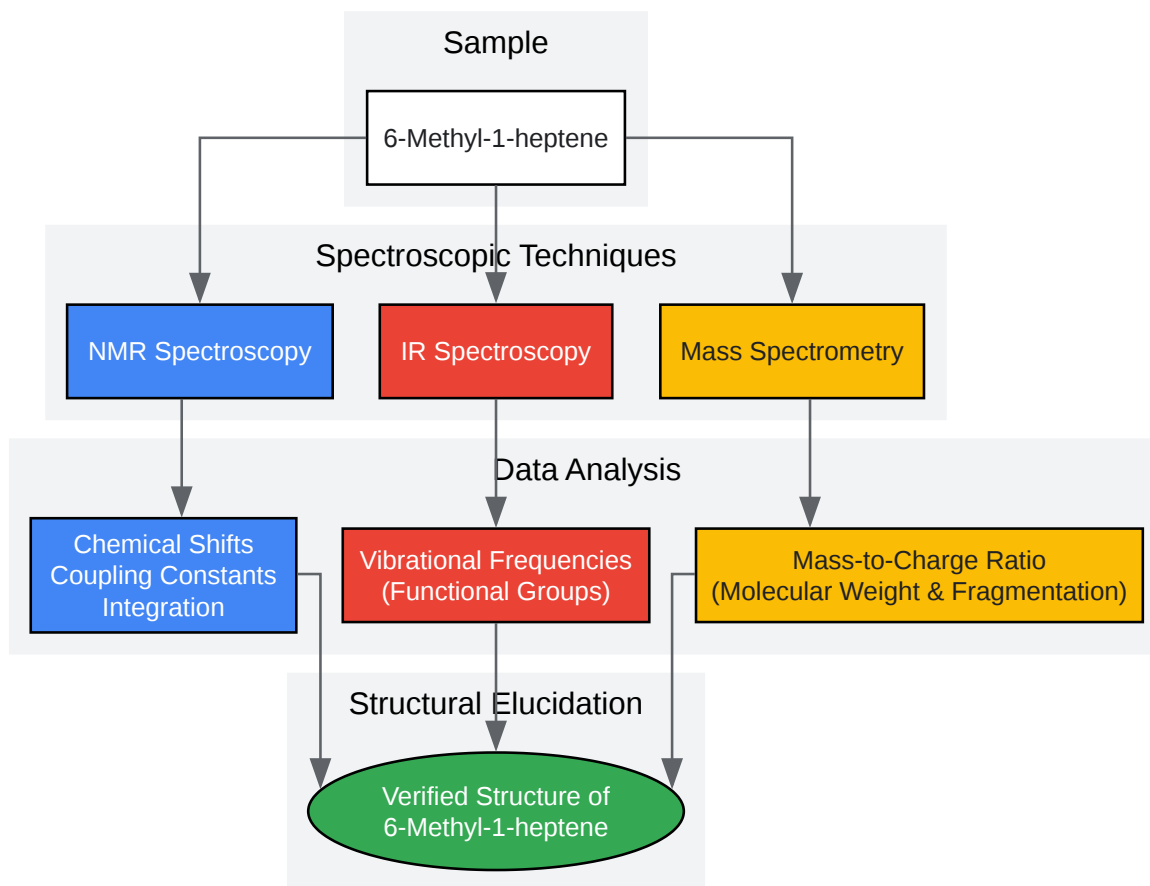 Sample
6-Methyl-1-heptene
Spectroscopic Techniques
NMR Spectroscopy
IR Spectroscopy
Mass Spectrometry
Data Analysis
Chemical Shifts
Coupling Constants
Integration
Vibrational Frequencies
(Functional Groups)
Mass-to-Charge Ratio
(Molecular Weight & Fragmentation)
Structural Elucidation
Verified Structure of
6-Methyl-1-heptene